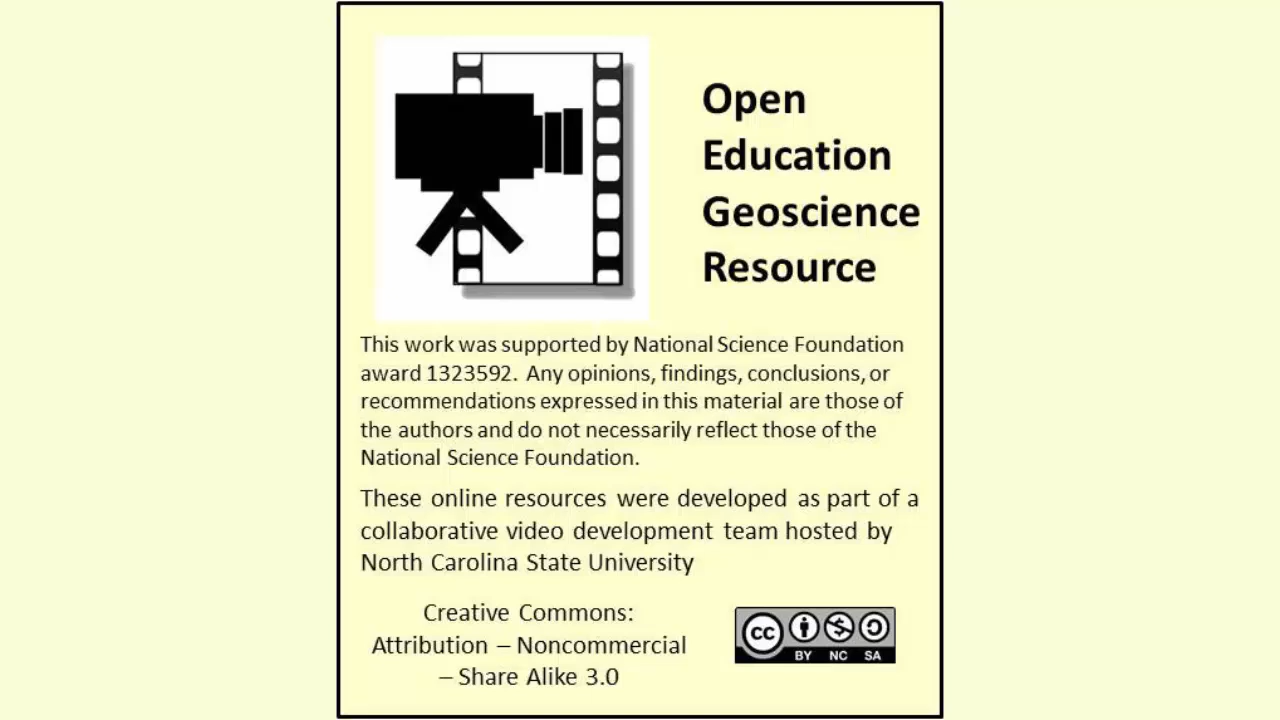 Open
Education
Geoscience
Resource
This work was supported by National Science Foundation
award 1323592. Any opinions, findings, conclusions, or
recommendations expressed in this material are those of
the authors and do not necessarily reflect those of the
National Science Foundation.
These online resources were developed as part of a
collaborative video development team hosted by
North Carolina State University
Creative Commons:
Attribution – Noncommercial
– Share Alike 3.0
cc
BY NC SA